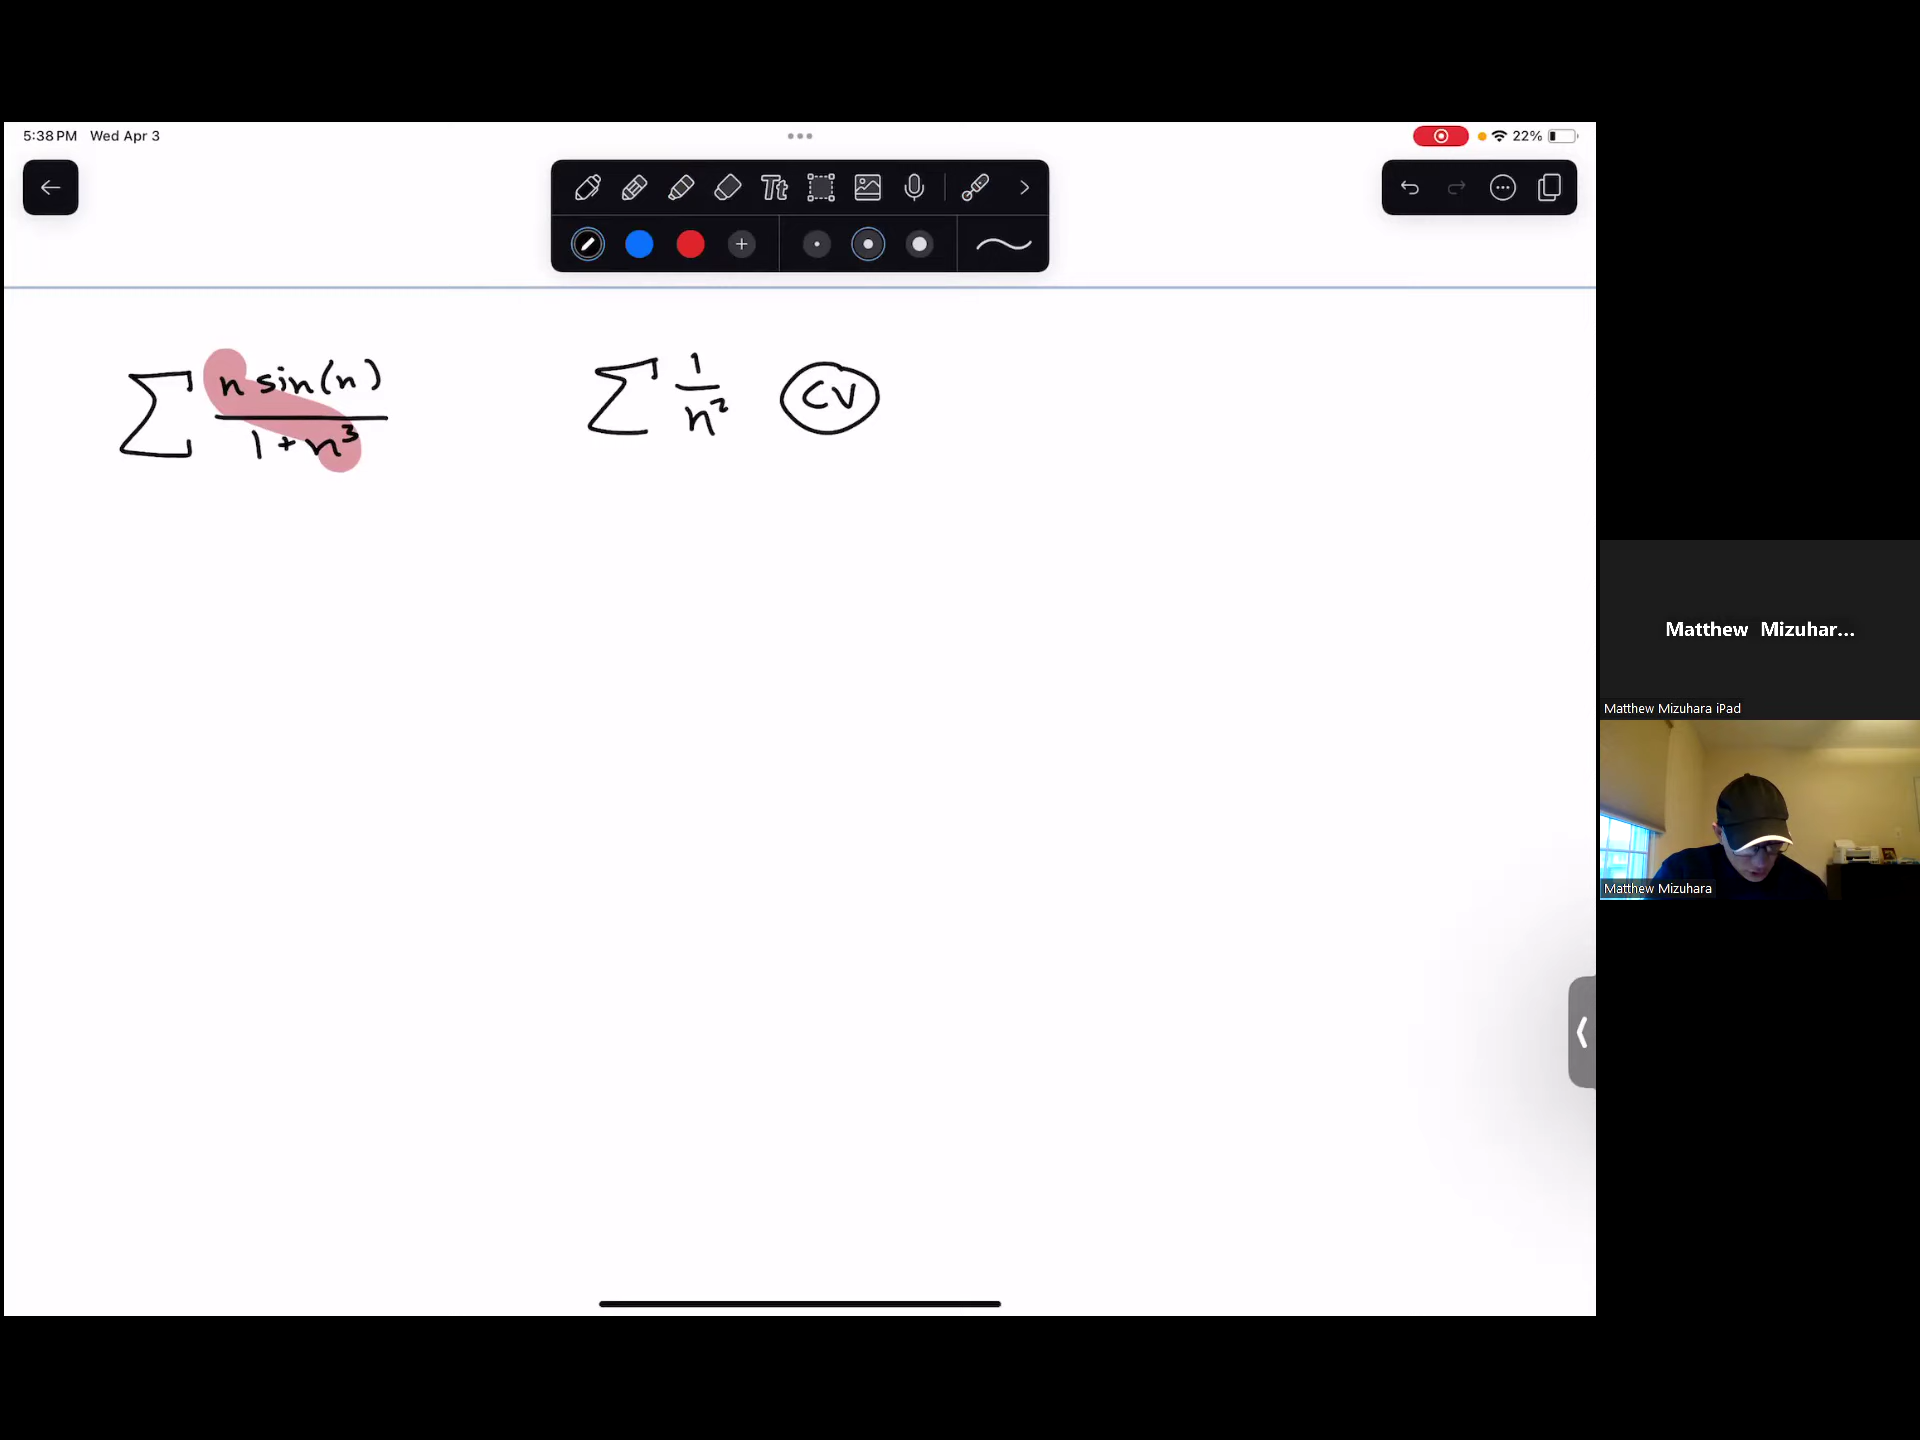 5:38 PM Wed Apr 3
22%
Tt
∑ n sin(n) / 1 + n³
∑ 1 / n² CV
Matthew Mizuhar...
Matthew Mizuhara iPad
Matthew Mizuhara